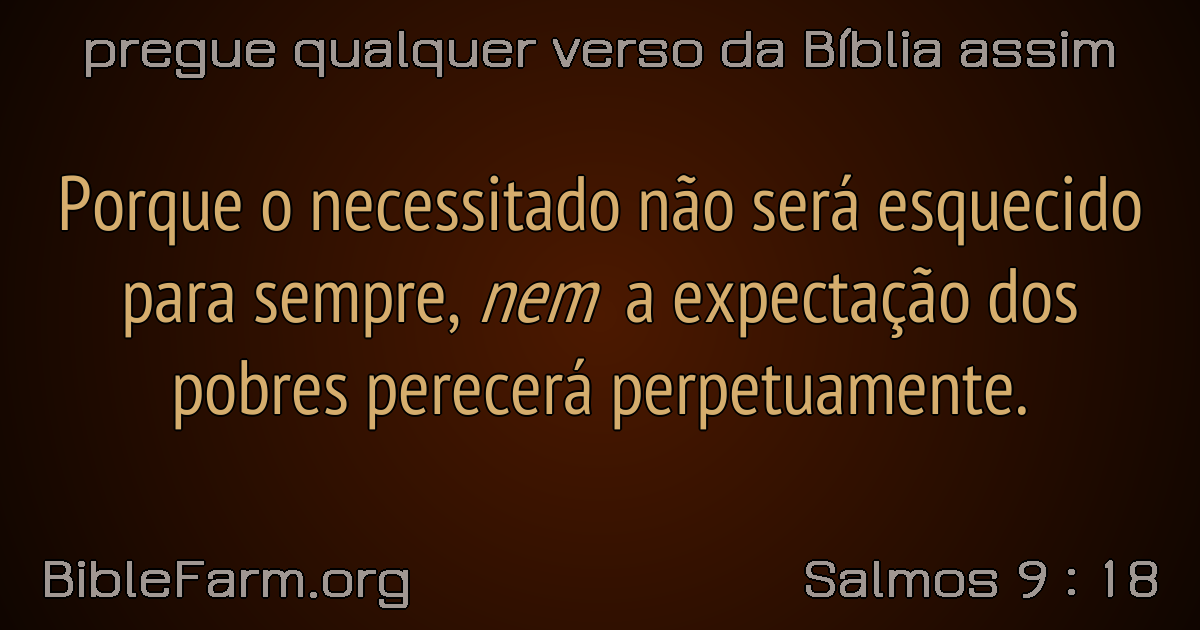 pregue qualquer verso da Bíblia assim
Porque o necessitado não será esquecido
para sempre, nem a expectação dos
pobres perecerá perpetuamente.
BibleFarm.org
Salmos 9 : 18